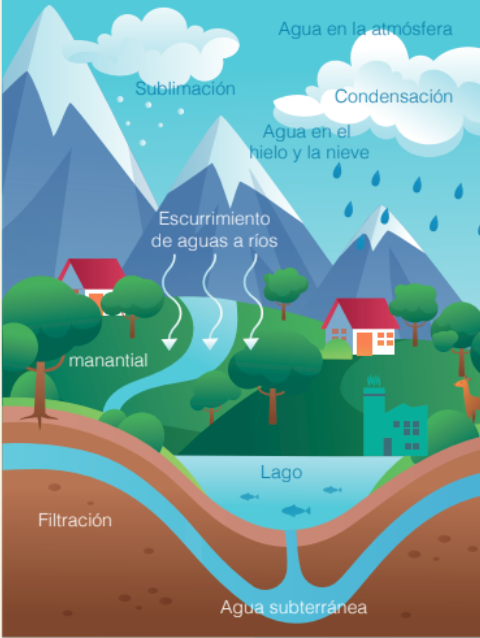 Agua en la atmósfera
Sublimación
Condensación
Agua en el
hielo y la nieve
Escurrimiento
de aguas a ríos
manantial
Lago
Filtración
Agua subterránea